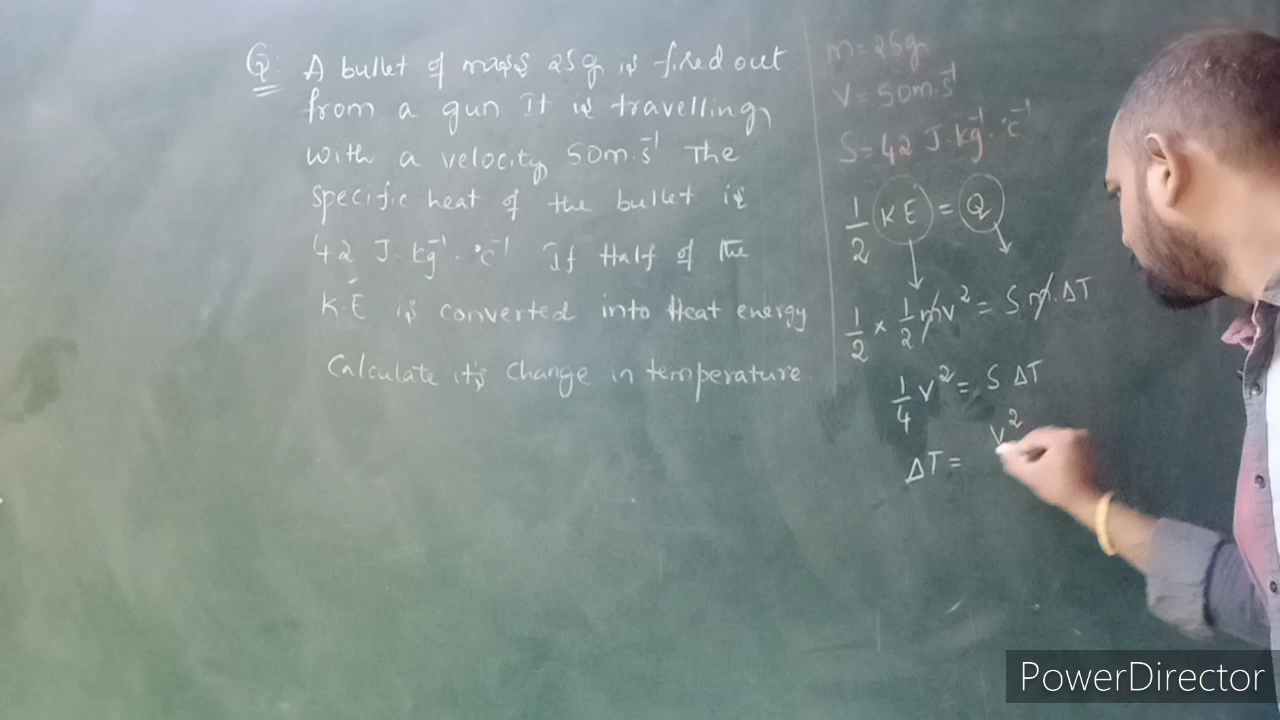 Q: A bullet of mass 25g is fired out
from a gun It is travelling
with a velocity 50m.s⁻¹ The
specific heat of the bullet is
42 J.kg⁻¹.°c⁻¹ If Half of the
K.E is converted into Heat energy
Calculate it's change in temperature.
m=25g
V=50m.s⁻¹
S=42 J.kg⁻¹.°c⁻¹
1/2 KE = Q
1/2 × 1/2 mv² = S m.ΔT
1/4 v² = S ΔT
ΔT = v²
PowerDirector